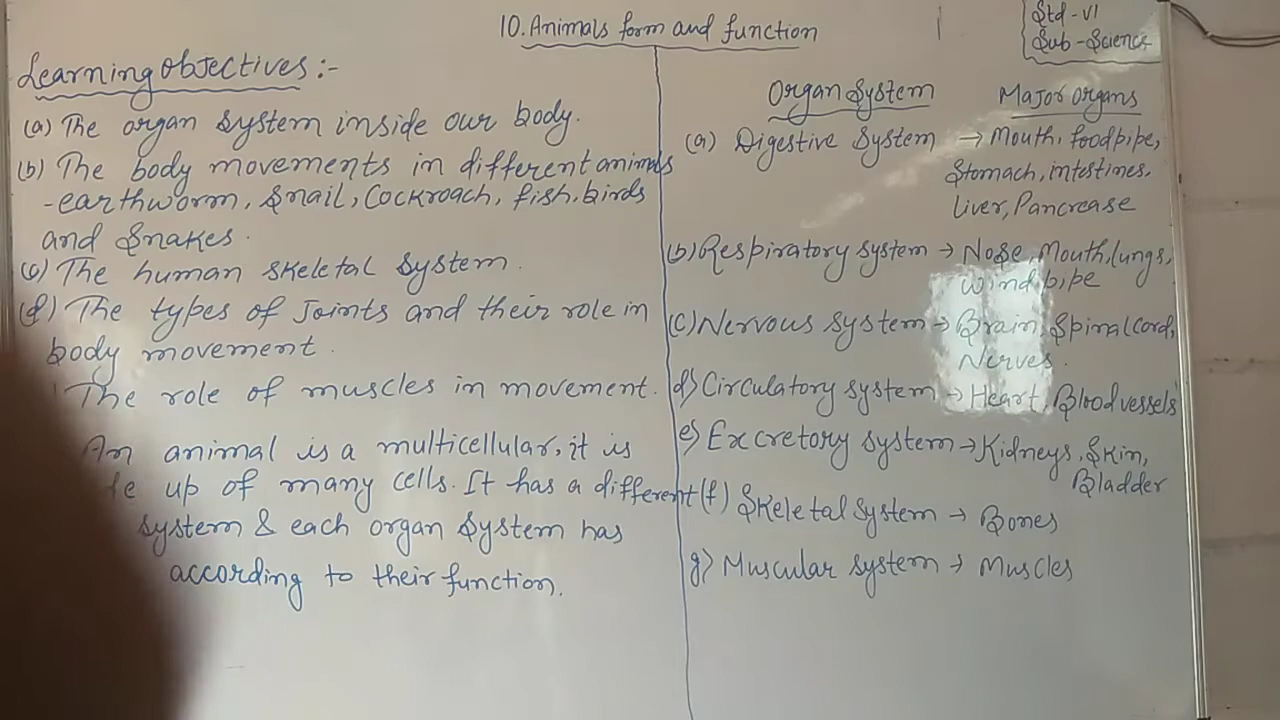 10. Animals form and function
Std - VI
Sub - Science
Learning Objectives :-
(a) The organ system inside our body.
(b) The body movements in different animals
- earthworm, Snail, Cockroach, fish, birds
and Snakes.
(c) The human skeletal system.
(d) The types of Joints and their role in
body movement.
The role of muscles in movement.
An animal is a multicellular, it is
up of many cells. It has a different
system & each organ system has
according to their function.
Organ System
Major organs
(a) Digestive System → Mouth, foodpipe,
Stomach, intestines,
liver, Pancrease
(b) Respiratory system → Nose, Mouth, lungs,
wind pipe
(c) Nervous system → Brain, Spinal cord,
Nerves.
d) Circulatory system → Heart, Blood vessels
e) Excretory system → Kidneys, Skin,
Bladder
(f) Skeletal system → Bones
g) Muscular system → Muscles